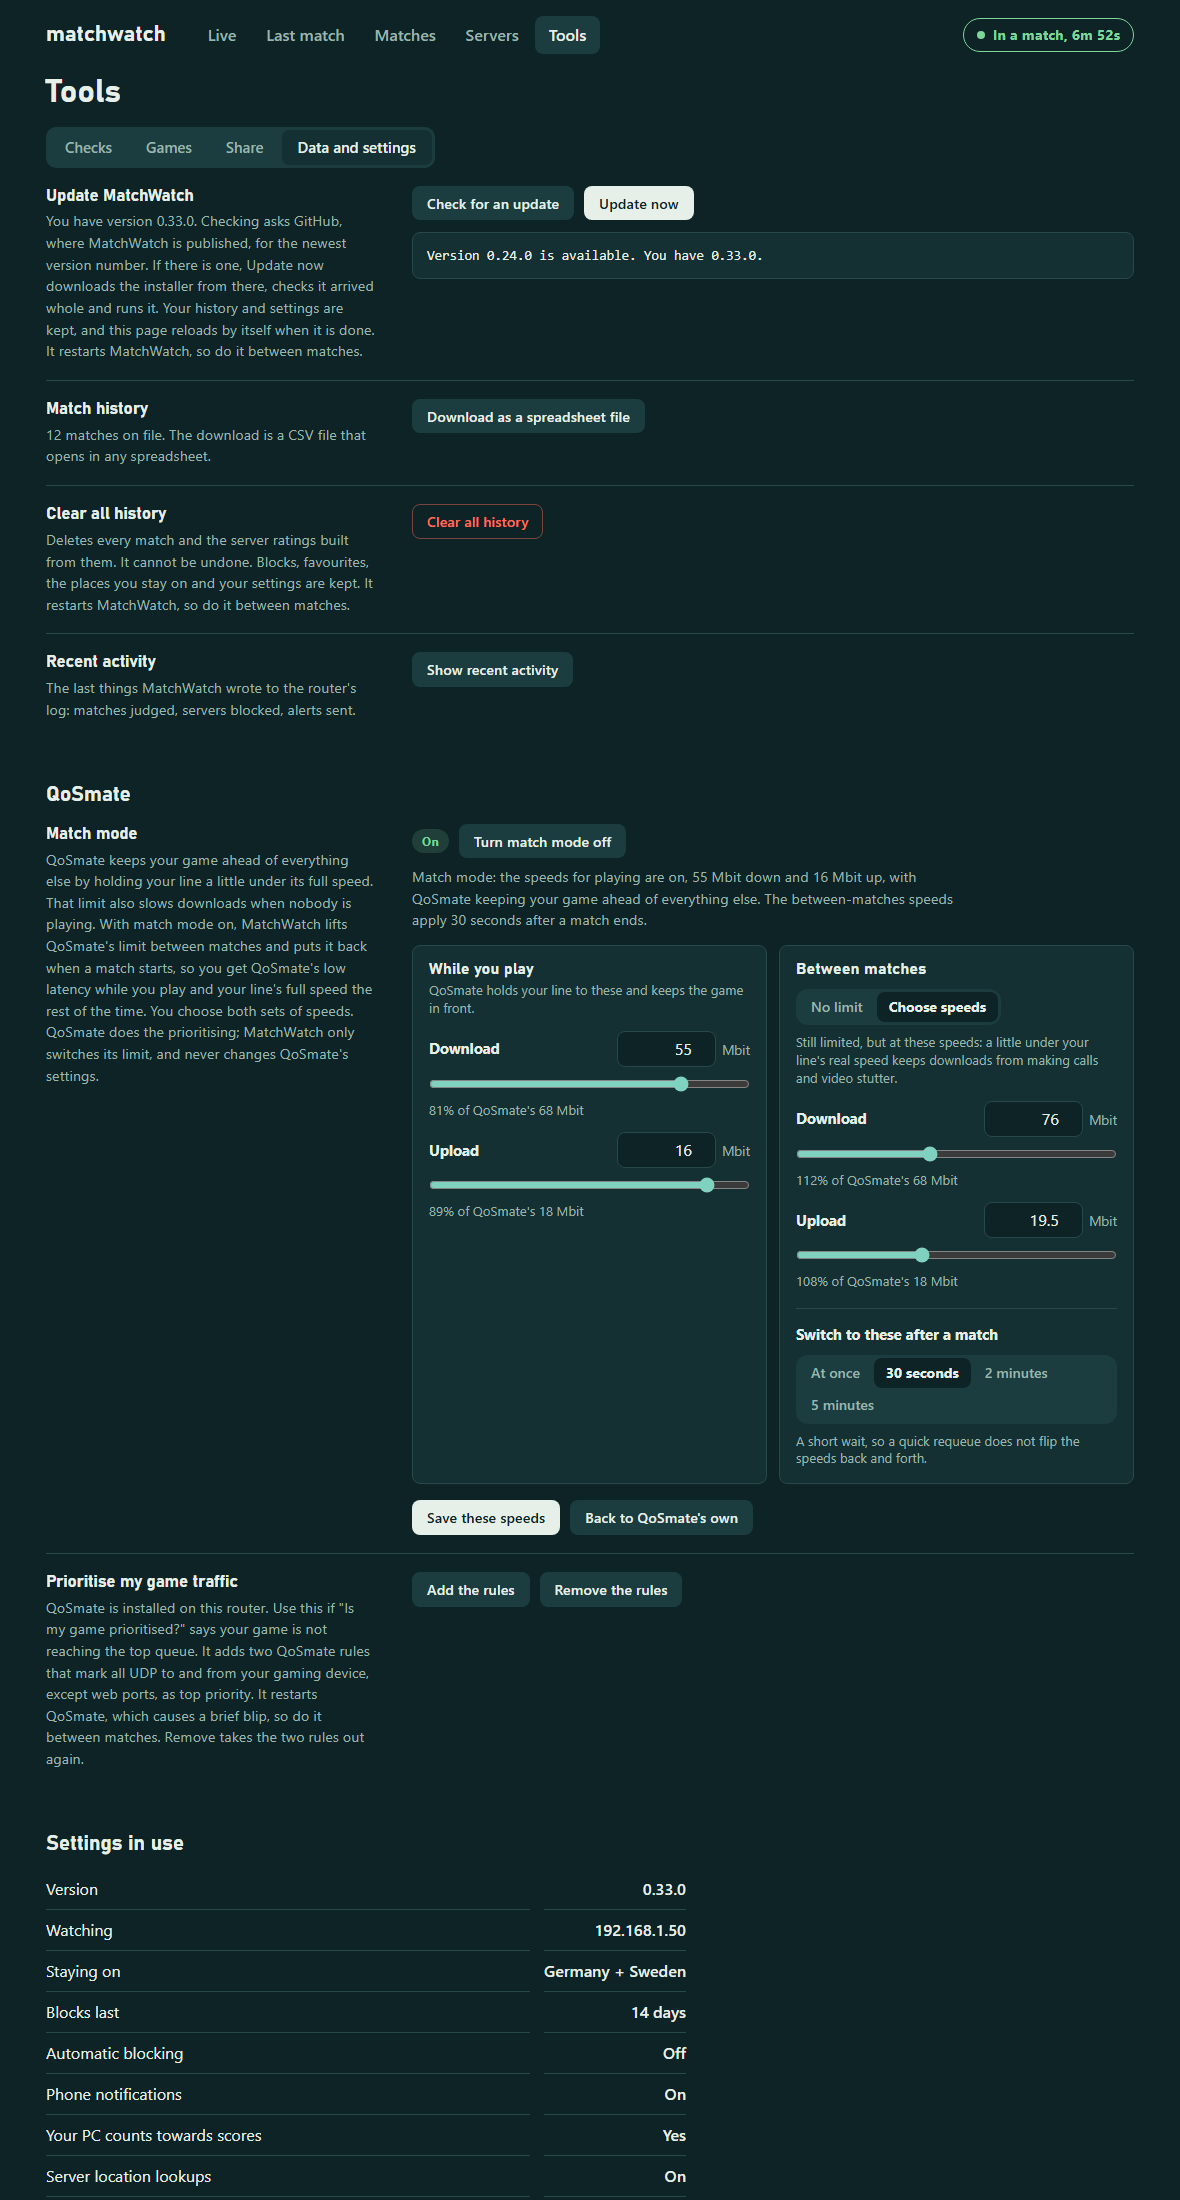 matchwatch
Live
Last match
Matches
Servers
Tools
In a match, 6m 52s
Tools
Checks
Games
Share
Data and settings
Update MatchWatch
You have version 0.33.0. Checking asks GitHub,
where MatchWatch is published, for the newest
version number. If there is one, Update now
downloads the installer from there, checks it arrived
whole and runs it. Your history and settings are
kept, and this page reloads by itself when it is done.
It restarts MatchWatch, so do it between matches.
Check for an update
Update now
Version 0.24.0 is available. You have 0.33.0.
Match history
12 matches on file. The download is a CSV file that
opens in any spreadsheet.
Download as a spreadsheet file
Clear all history
Deletes every match and the server ratings built
from them. It cannot be undone. Blocks, favourites,
the places you stay on and your settings are kept. It
restarts MatchWatch, so do it between matches.
Clear all history
Recent activity
The last things MatchWatch wrote to the router's
log: matches judged, servers blocked, alerts sent.
Show recent activity
QoSmate
Match mode
QoSmate keeps your game ahead of everything
else by holding your line a little under its full speed.
That limit also slows downloads when nobody is
playing. With match mode on, MatchWatch lifts
QoSmate's limit between matches and puts it back
when a match starts, so you get QoSmate's low
latency while you play and your line's full speed the
rest of the time. You choose both sets of speeds.
QoSmate does the prioritising; MatchWatch only
switches its limit, and never changes QoSmate's
settings.
On
Turn match mode off
Match mode: the speeds for playing are on, 55 Mbit down and 16 Mbit up, with
QoSmate keeping your game ahead of everything else. The between-matches speeds
apply 30 seconds after a match ends.
While you play
QoSmate holds your line to these and keeps the game
in front.
Download
55
Mbit
81% of QoSmate's 68 Mbit
Upload
16
Mbit
89% of QoSmate's 18 Mbit
Between matches
No limit
Choose speeds
Still limited, but at these speeds: a little under your
line's real speed keeps downloads from making calls
and video stutter.
Download
76
Mbit
112% of QoSmate's 68 Mbit
Upload
19.5
Mbit
108% of QoSmate's 18 Mbit
Switch to these after a match
At once
30 seconds
2 minutes
5 minutes
A short wait, so a quick requeue does not flip the
speeds back and forth.
Save these speeds
Back to QoSmate's own
Prioritise my game traffic
QoSmate is installed on this router. Use this if "Is
my game prioritised?" says your game is not
reaching the top queue. It adds two QoSmate rules
that mark all UDP to and from your gaming device,
except web ports, as top priority. It restarts
QoSmate, which causes a brief blip, so do it
between matches. Remove takes the two rules out
again.
Add the rules
Remove the rules
Settings in use
Version
0.33.0
Watching
192.168.1.50
Staying on
Germany + Sweden
Blocks last
14 days
Automatic blocking
Off
Phone notifications
On
Your PC counts towards scores
Yes
Server location lookups
On